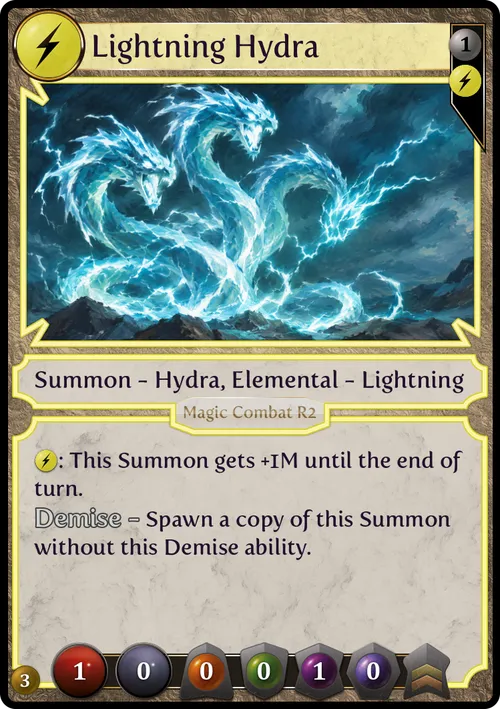 Lightning Hydra
1
Summon – Hydra, Elemental – Lightning
Magic Combat R2
: This Summon gets +1M until the end of
turn.
Demise – Spawn a copy of this Summon
without this Demise ability.
3 1* 0* 0 0 1 0